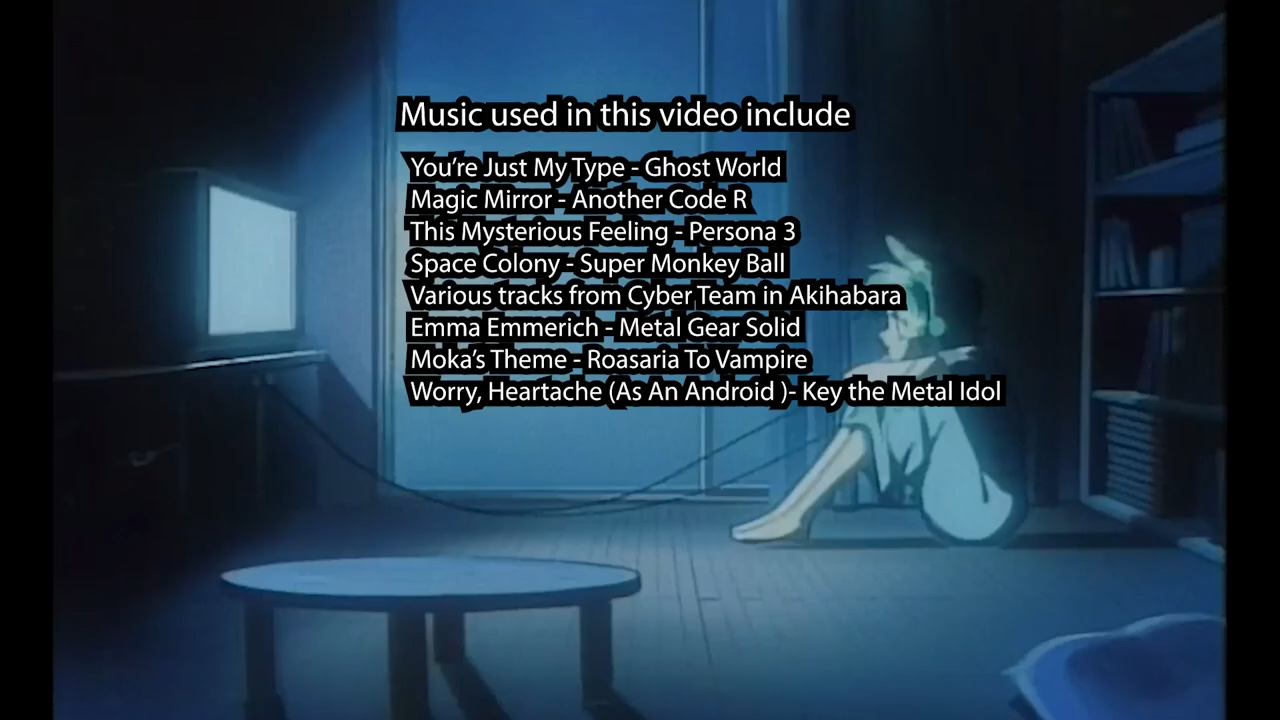 Music used in this video include
You're Just My Type - Ghost World
Magic Mirror - Another Code R
This Mysterious Feeling - Persona 3
Space Colony - Super Monkey Ball
Various tracks from Cyber Team in Akihabara
Emma Emmerich - Metal Gear Solid
Moka's Theme - Roasaria To Vampire
Worry, Heartache (As An Android )- Key the Metal Idol